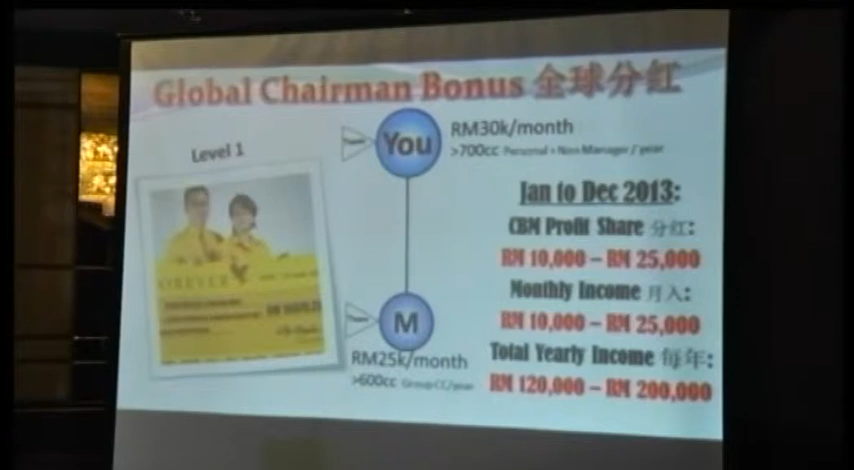 Global Chairman Bonus 全球分红
Level 1
You
RM30k/month
>700cc Personal + Non Manager / year
Jan to Dec 2013:
CBM Profit Share 分红:
RM 10,000 – RM 25,000
Monthly Income 月入:
RM 10,000 – RM 25,000
Total Yearly Income 每年:
RM 120,000 – RM 200,000
M
RM25k/month
>600cc Group CC/year
FOREVER